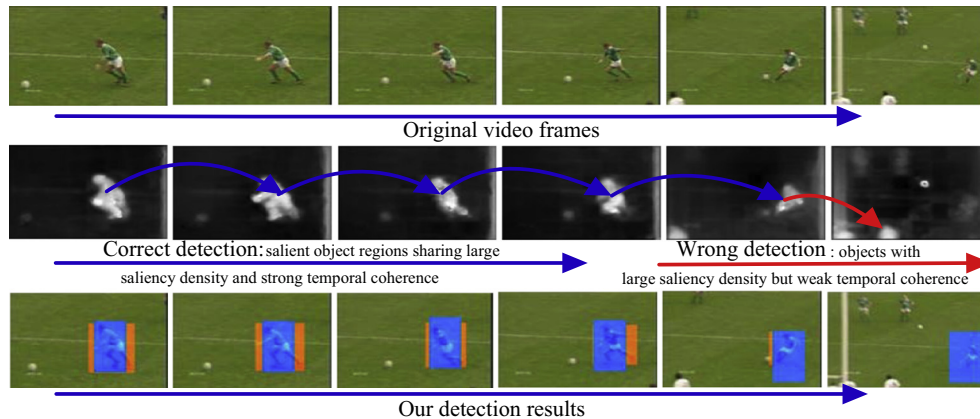 Original video frames
Correct detection: salient object regions sharing large
saliency density and strong temporal coherence
Wrong detection : objects with
large saliency density but weak temporal coherence
Our detection results